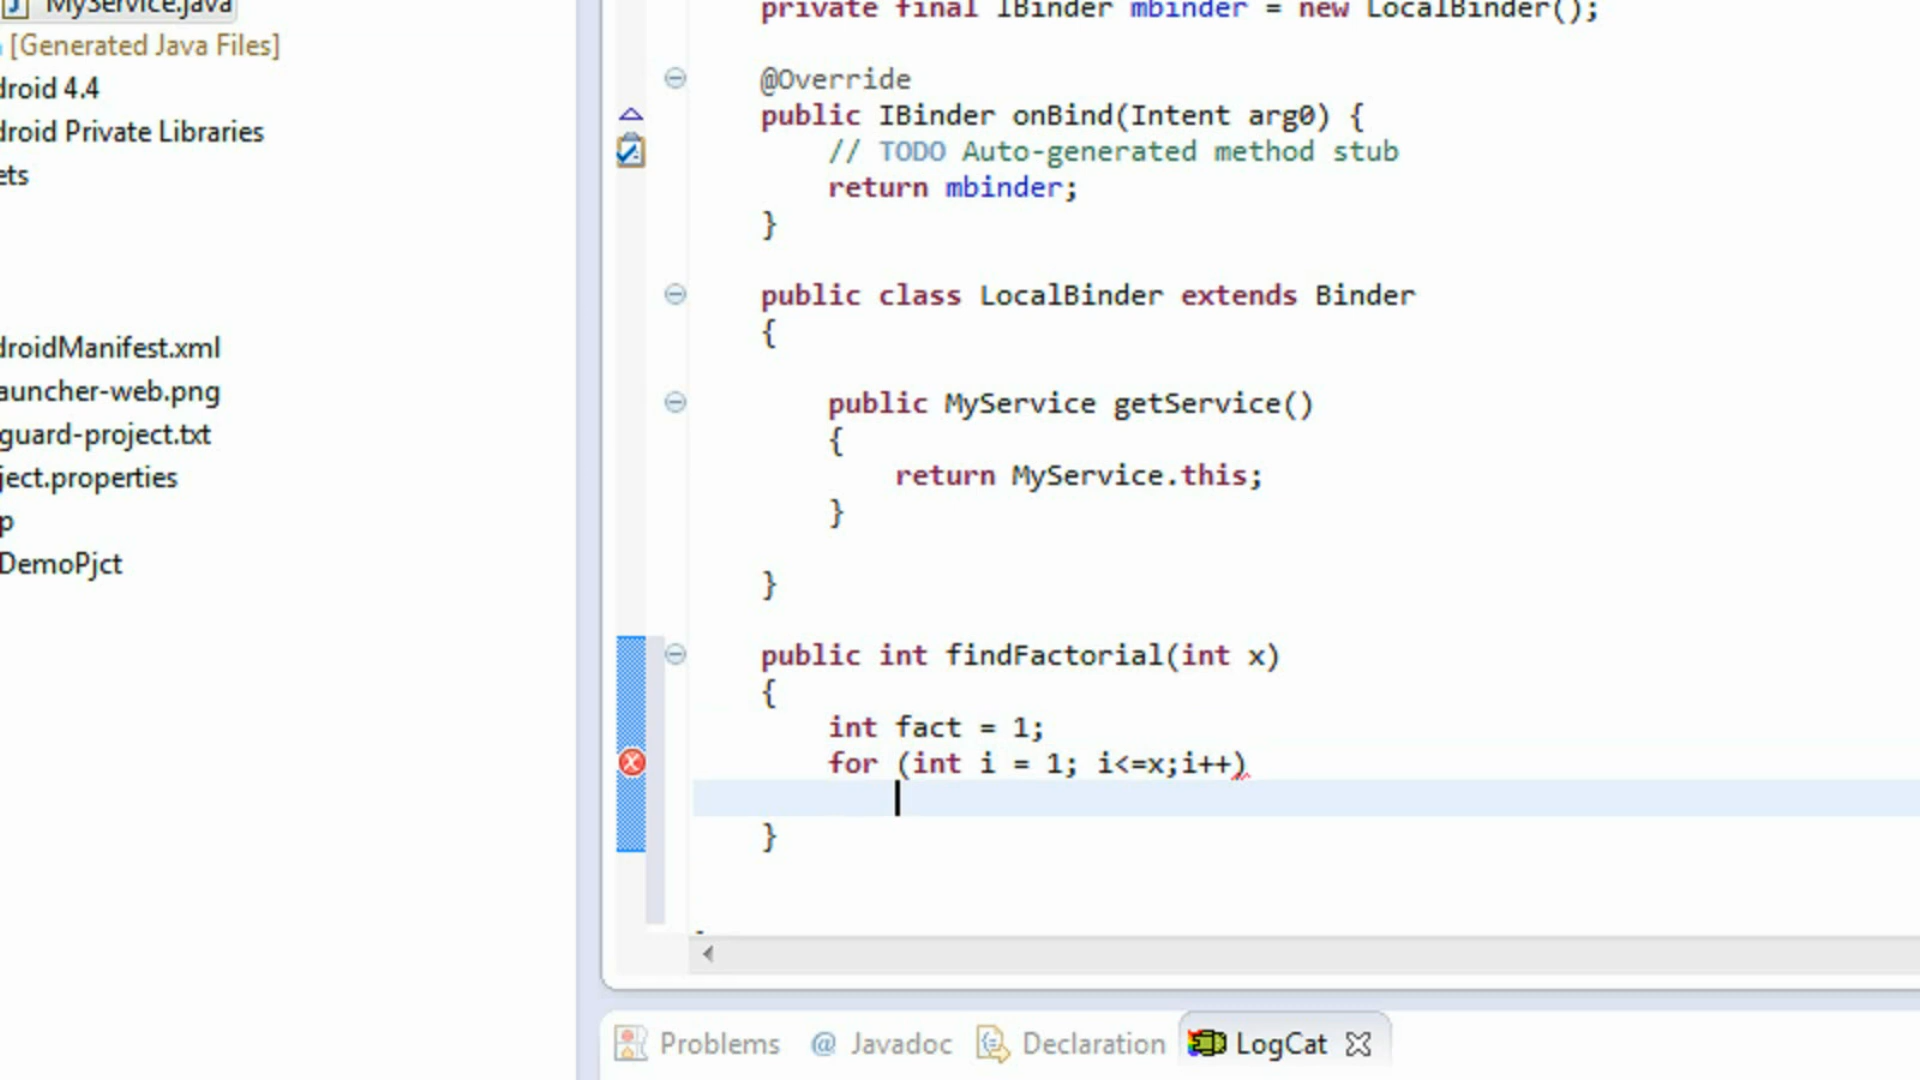 MyService.java
[Generated Java Files]
droid 4.4
droid Private Libraries
ets
droidManifest.xml
auncher-web.png
guard-project.txt
ject.properties
p
DemoPjct
private final IBinder mbinder = new LocalBinder();
@Override
public IBinder onBind(Intent arg0) {
// TODO Auto-generated method stub
return mbinder;
}
public class LocalBinder extends Binder
{
public MyService getService()
{
return MyService.this;
}
}
public int findFactorial(int x)
{
int fact = 1;
for (int i = 1; i<=x;i++)
}
Problems @ Javadoc Declaration LogCat